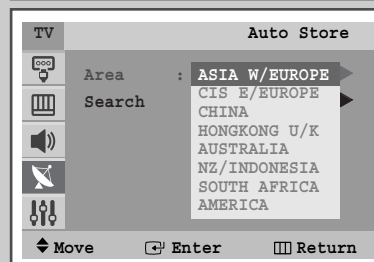 TV Auto Store
Area : ASIA W/EUROPE
CIS E/EUROPE
Search
CHINA
HONGKONG U/K
AUSTRALIA
NZ/INDONESIA
SOUTH AFRICA
AMERICA
Move Enter Return